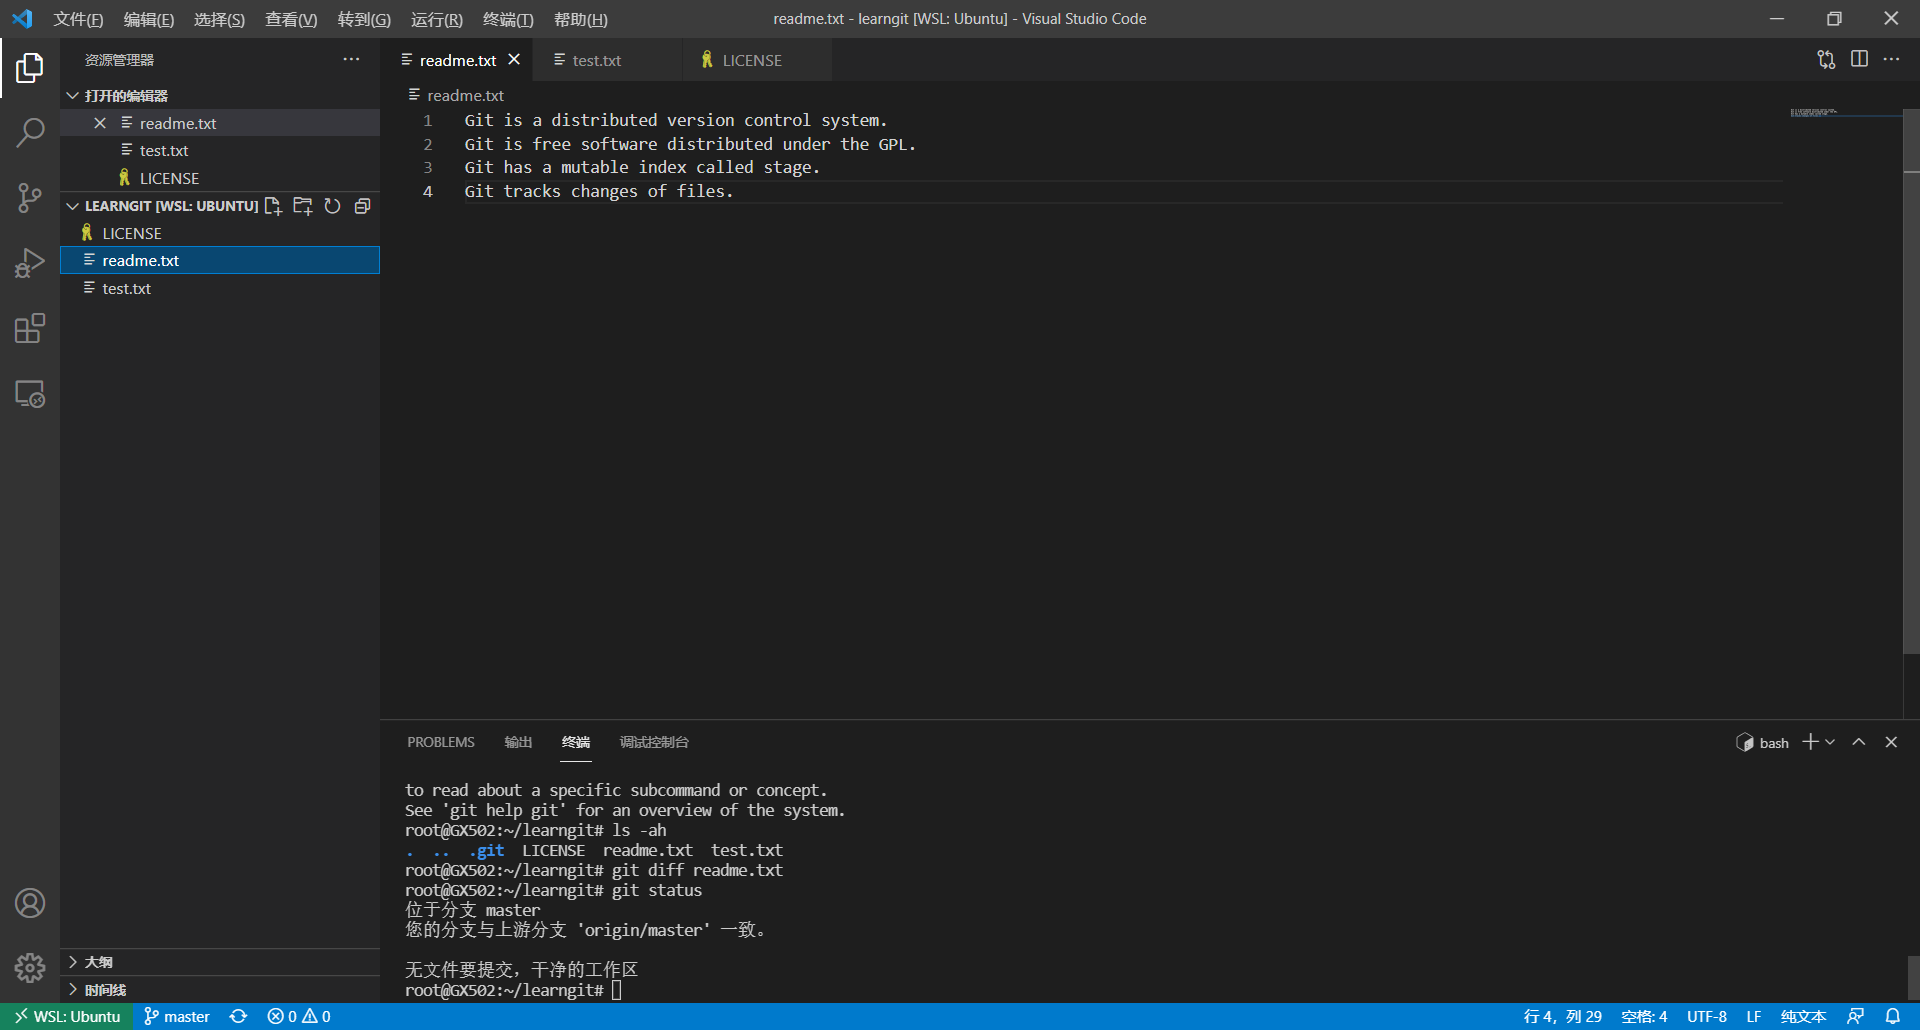 文件(F) 编辑(E) 选择(S) 查看(V) 转到(G) 运行(R) 终端(T) 帮助(H) readme.txt - learngit [WSL: Ubuntu] - Visual Studio Code
资源管理器
打开的编辑器
readme.txt
test.txt
LICENSE
LEARNGIT [WSL: UBUNTU]
LICENSE
readme.txt
test.txt
大纲
时间线
readme.txt test.txt LICENSE
readme.txt
1 Git is a distributed version control system.
2 Git is free software distributed under the GPL.
3 Git has a mutable index called stage.
4 Git tracks changes of files.
PROBLEMS 输出 终端 调试控制台 bash
to read about a specific subcommand or concept.
See 'git help git' for an overview of the system.
root@GX502:~/learngit# ls -ah
. .. .git LICENSE readme.txt test.txt
root@GX502:~/learngit# git diff readme.txt
root@GX502:~/learngit# git status
位于分支 master
您的分支与上游分支 'origin/master' 一致。
无文件要提交，干净的工作区
root@GX502:~/learngit#
WSL: Ubuntu master 0 0 行 4，列 29 空格: 4 UTF-8 LF 纯文本